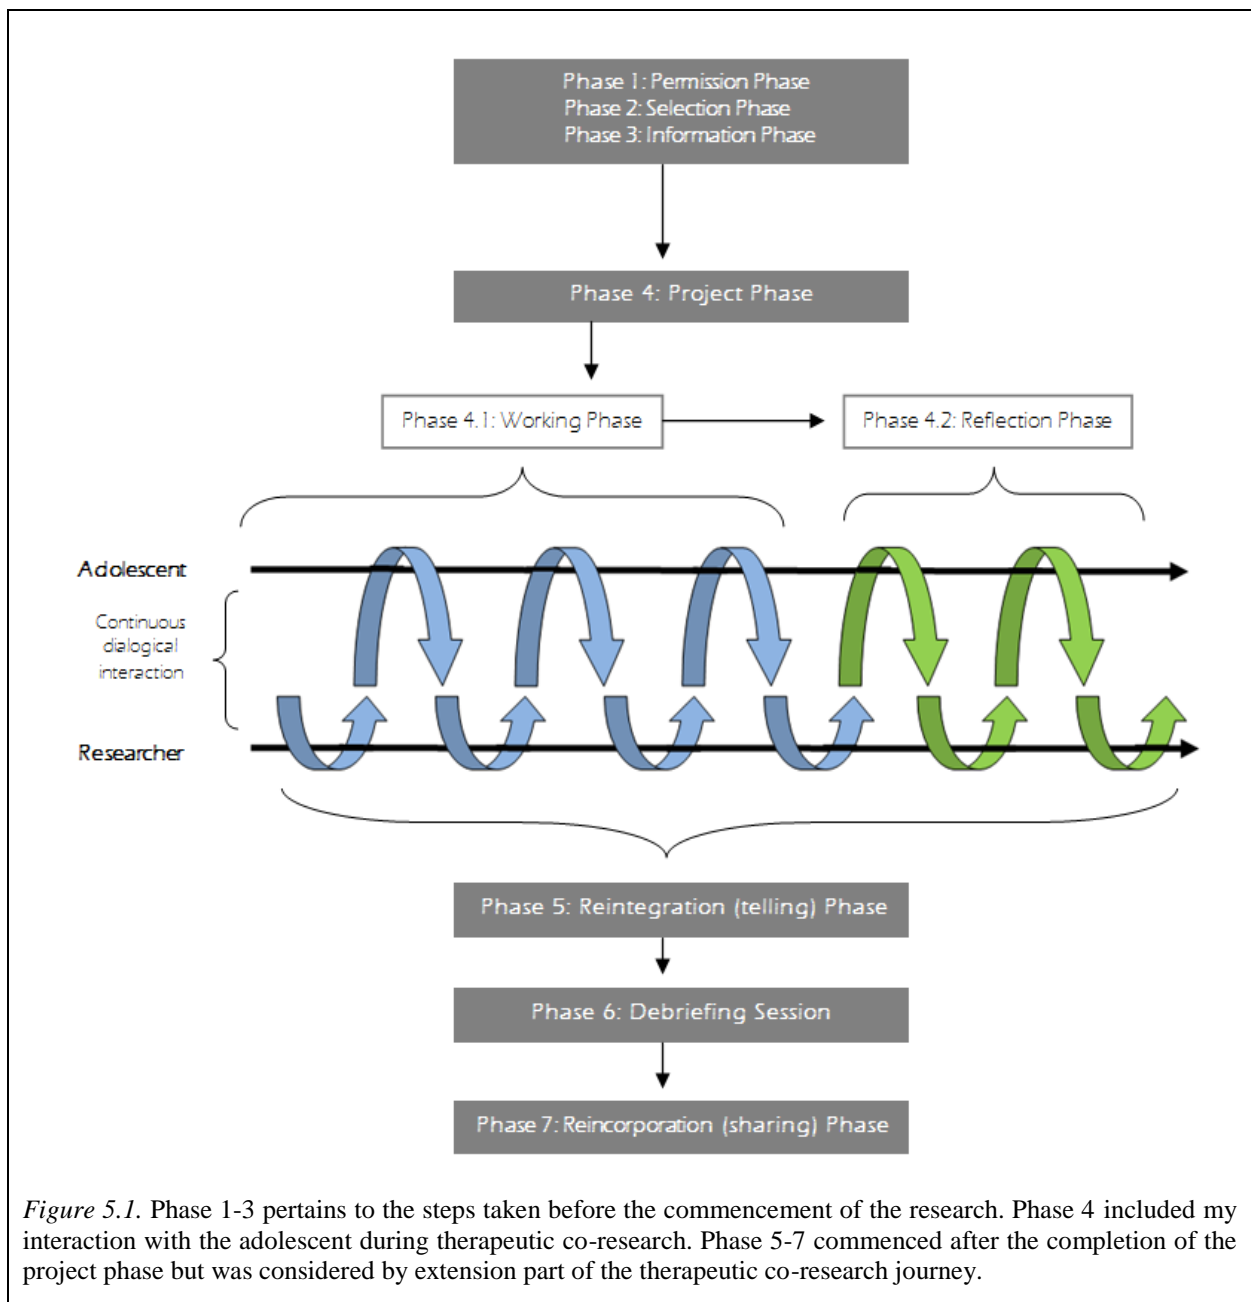 Phase 1: Permission Phase
Phase 2: Selection Phase
Phase 3: Information Phase
Phase 4: Project Phase
Phase 4.1: Working Phase
Phase 4.2: Reflection Phase
Adolescent
Continuous
dialogical
interaction
Researcher
Phase 5: Reintegration (telling) Phase
Phase 6: Debriefing Session
Phase 7: Reincorporation (sharing) Phase
Figure 5.1. Phase 1-3 pertains to the steps taken before the commencement of the research. Phase 4 included my
interaction with the adolescent during therapeutic co-research. Phase 5-7 commenced after the completion of the
project phase but was considered by extension part of the therapeutic co-research journey.